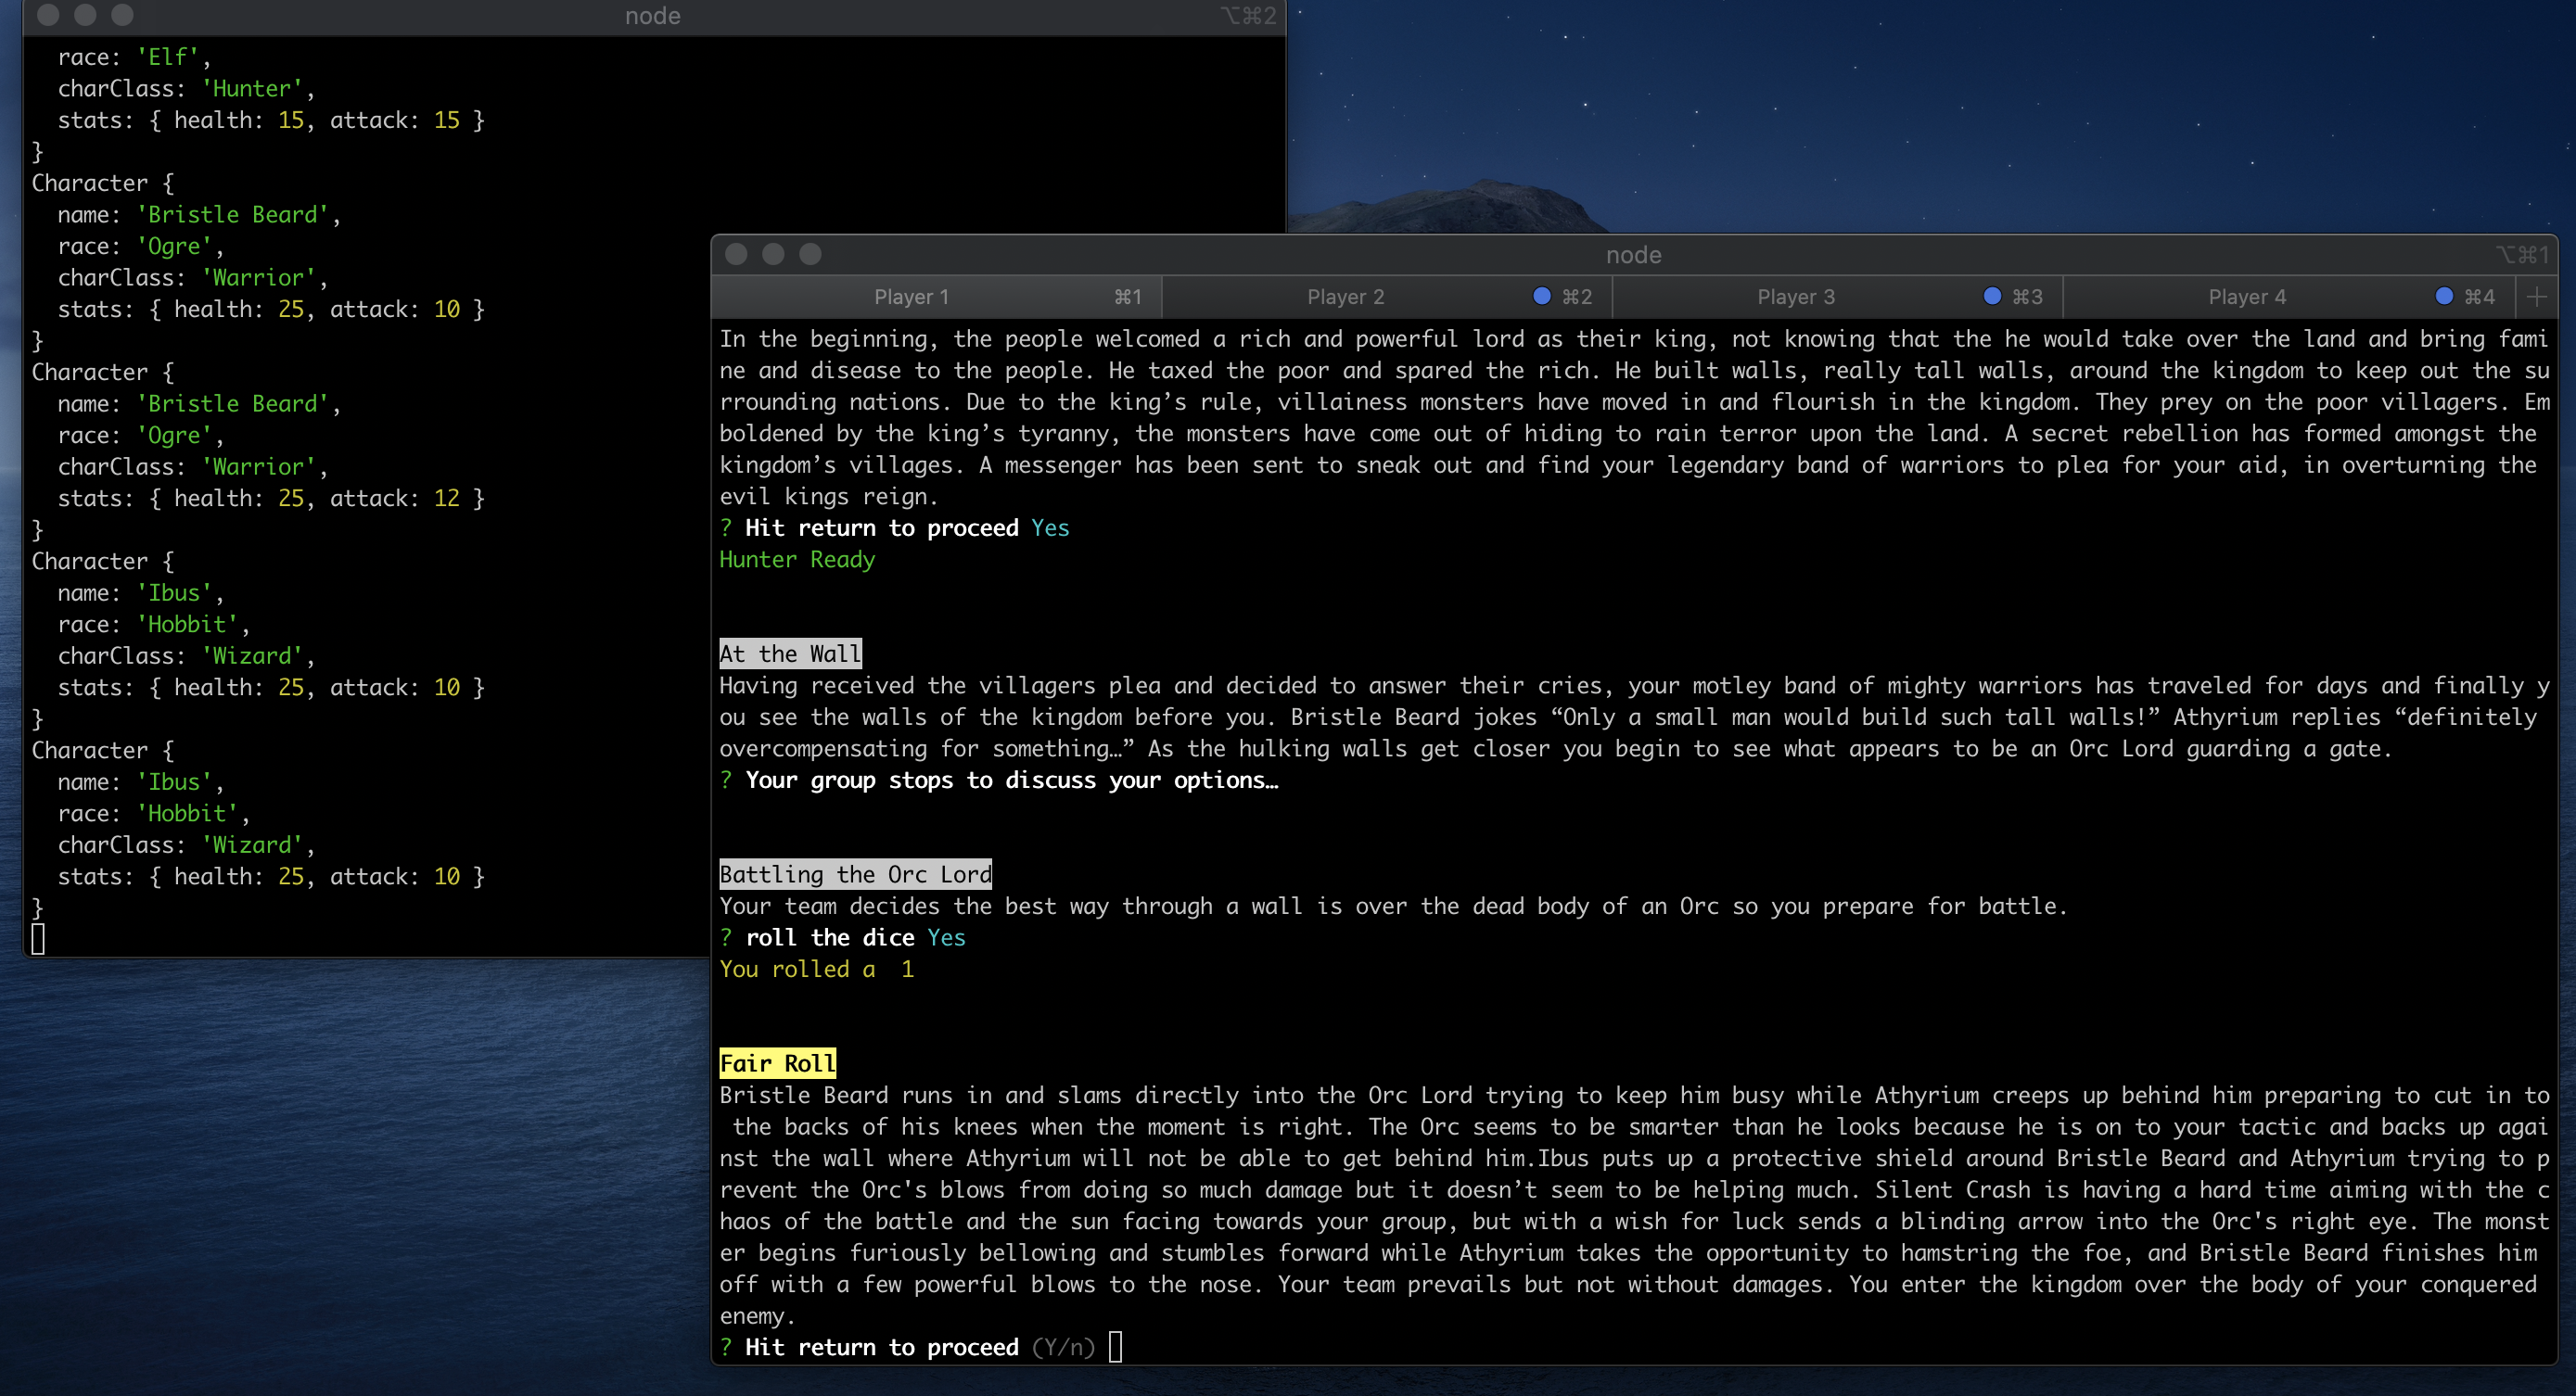 node
⌥⌘2
race: 'Elf',
charClass: 'Hunter',
stats: { health: 15, attack: 15 }
}
Character {
name: 'Bristle Beard',
race: 'Ogre',
charClass: 'Warrior',
stats: { health: 25, attack: 10 }
}
Character {
name: 'Bristle Beard',
race: 'Ogre',
charClass: 'Warrior',
stats: { health: 25, attack: 12 }
}
Character {
name: 'Ibus',
race: 'Hobbit',
charClass: 'Wizard',
stats: { health: 25, attack: 10 }
}
Character {
name: 'Ibus',
race: 'Hobbit',
charClass: 'Wizard',
stats: { health: 25, attack: 10 }
}
node
⌥⌘1
Player 1 ⌘1
Player 2 ⌘2
Player 3 ⌘3
Player 4 ⌘4 +
In the beginning, the people welcomed a rich and powerful lord as their king, not knowing that the he would take over the land and bring fami
ne and disease to the people. He taxed the poor and spared the rich. He built walls, really tall walls, around the kingdom to keep out the su
rrounding nations. Due to the king’s rule, villainess monsters have moved in and flourish in the kingdom. They prey on the poor villagers. Em
boldened by the king’s tyranny, the monsters have come out of hiding to rain terror upon the land. A secret rebellion has formed amongst the
kingdom’s villages. A messenger has been sent to sneak out and find your legendary band of warriors to plea for your aid, in overturning the
evil kings reign.
? Hit return to proceed Yes
Hunter Ready
At the Wall
Having received the villagers plea and decided to answer their cries, your motley band of mighty warriors has traveled for days and finally y
ou see the walls of the kingdom before you. Bristle Beard jokes “Only a small man would build such tall walls!” Athyrium replies “definitely
overcompensating for something…” As the hulking walls get closer you begin to see what appears to be an Orc Lord guarding a gate.
? Your group stops to discuss your options…
Battling the Orc Lord
Your team decides the best way through a wall is over the dead body of an Orc so you prepare for battle.
? roll the dice Yes
You rolled a  1
Fair Roll
Bristle Beard runs in and slams directly into the Orc Lord trying to keep him busy while Athyrium creeps up behind him preparing to cut in to
the backs of his knees when the moment is right. The Orc seems to be smarter than he looks because he is on to your tactic and backs up agai
nst the wall where Athyrium will not be able to get behind him.Ibus puts up a protective shield around Bristle Beard and Athyrium trying to p
revent the Orc's blows from doing so much damage but it doesn’t seem to be helping much. Silent Crash is having a hard time aiming with the c
haos of the battle and the sun facing towards your group, but with a wish for luck sends a blinding arrow into the Orc's right eye. The monst
er begins furiously bellowing and stumbles forward while Athyrium takes the opportunity to hamstring the foe, and Bristle Beard finishes him
off with a few powerful blows to the nose. Your team prevails but not without damages. You enter the kingdom over the body of your conquered
enemy.
? Hit return to proceed (Y/n)